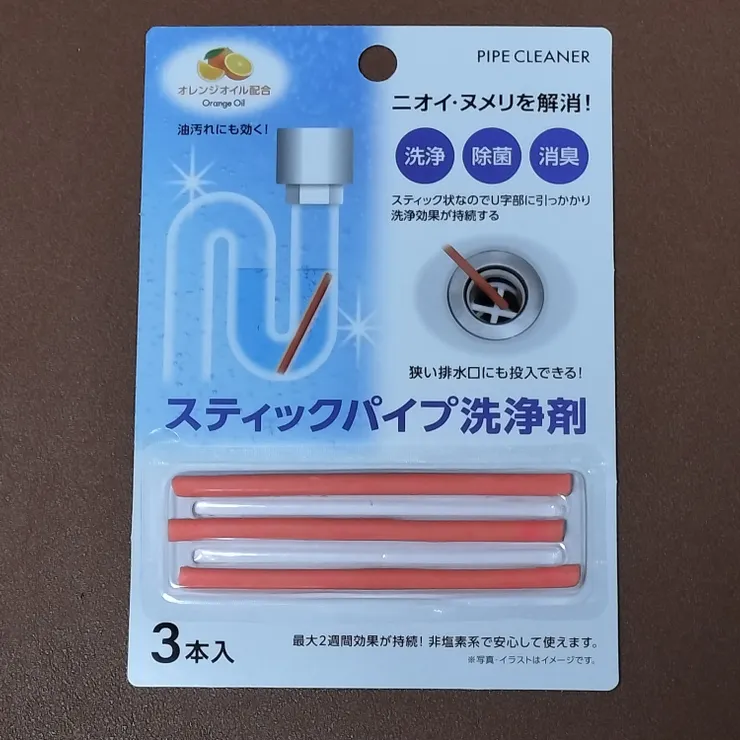 オレンジオイル配合
Orange Oil
油汚れにも効く!
PIPE CLEANER
ニオイ・ヌメリを解消!
洗浄 除菌 消臭
スティック状なのでU字部に引っかかり
洗浄効果が持続する
狭い排水口にも投入できる!
スティックパイプ洗浄剤
3本入
最大2週間効果が持続! 非塩素系で安心して使えます。
※写真・イラストはイメージです。